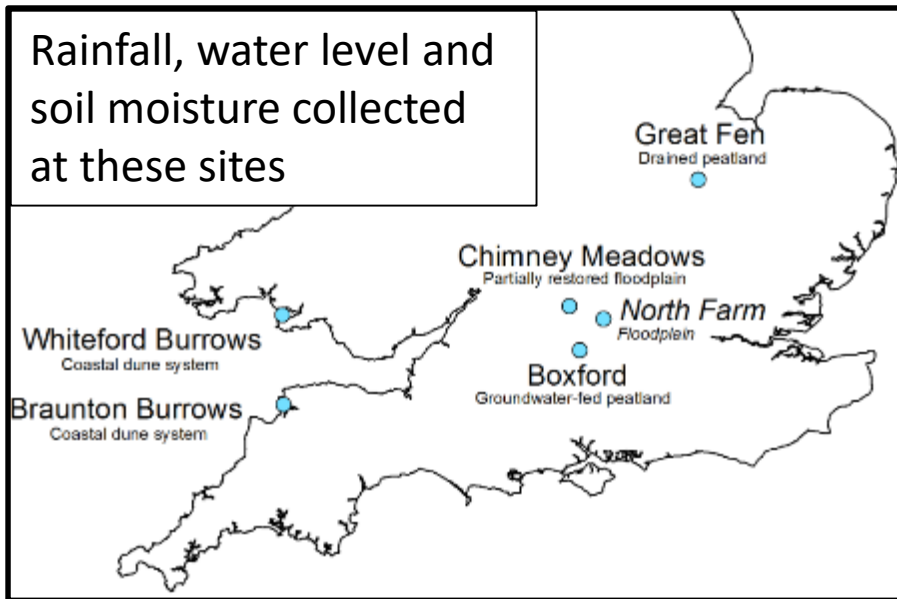 Rainfall, water level and
soil moisture collected
at these sites
Great Fen
Drained peatland
Chimney Meadows
Partially restored floodplain
North Farm
Floodplain
Whiteford Burrows
Coastal dune system
Boxford
Groundwater-fed peatland
Braunton Burrows
Coastal dune system